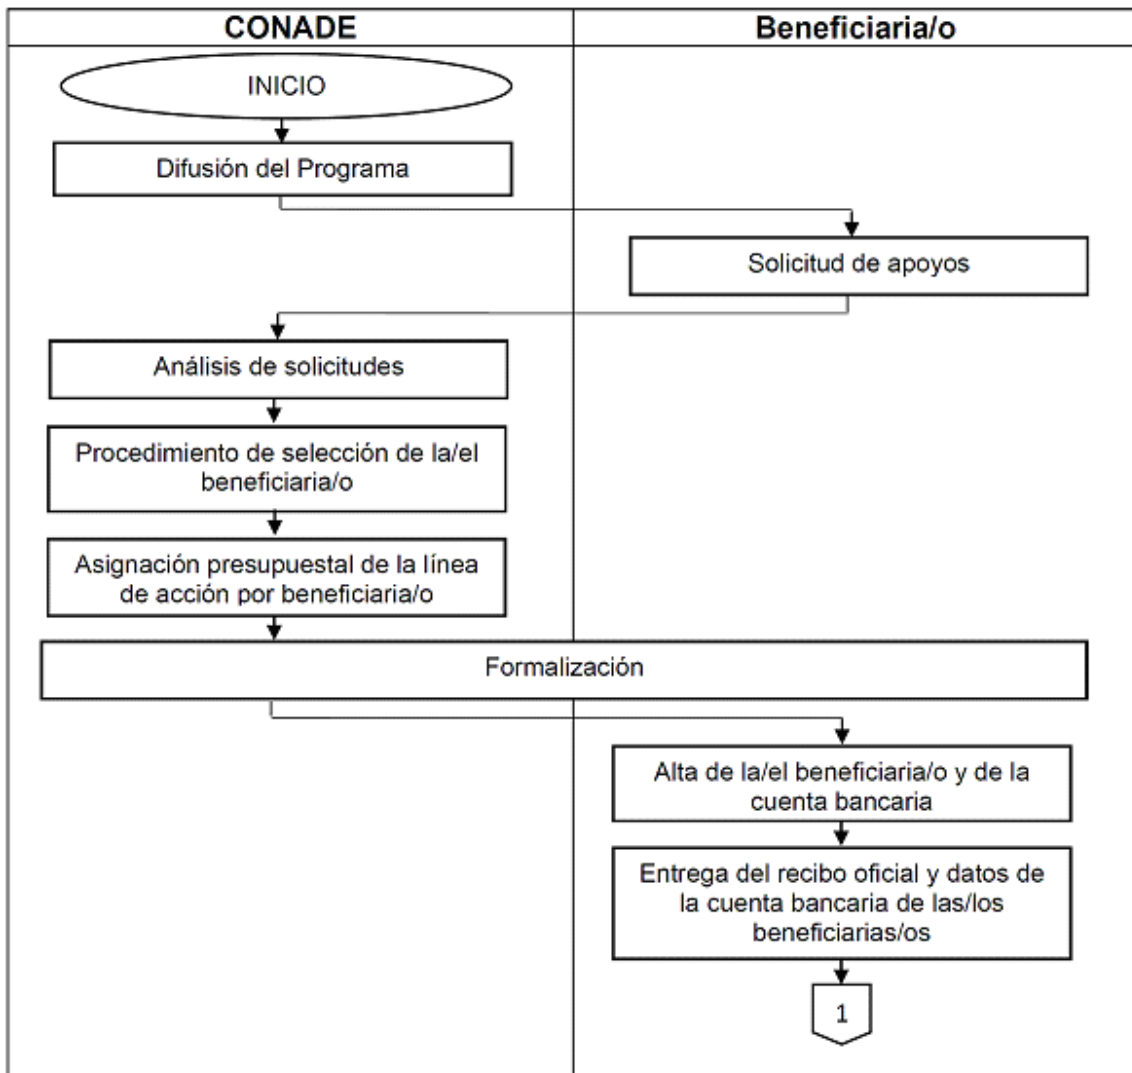 CONADE
Beneficiaria/o
INICIO
Difusión del Programa
Solicitud de apoyos
Análisis de solicitudes
Procedimiento de selección de la/el
beneficiaria/o
Asignación presupuestal de la línea
de acción por beneficiaria/o
Formalización
Alta de la/el beneficiaria/o y de la
cuenta bancaria
Entrega del recibo oficial y datos de
la cuenta bancaria de las/los
beneficiarias/os
1